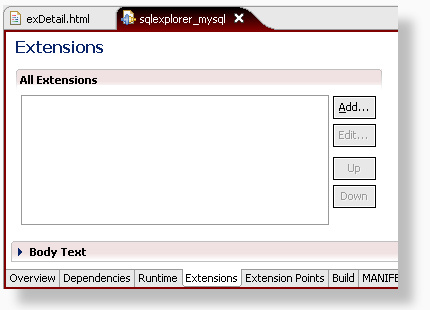 exDetail.html sqlexplorer_mysql
Extensions
All Extensions
Add...
Edit...
Up
Down
Body Text
Overview Dependencies Runtime Extensions Extension Points Build MANIFE